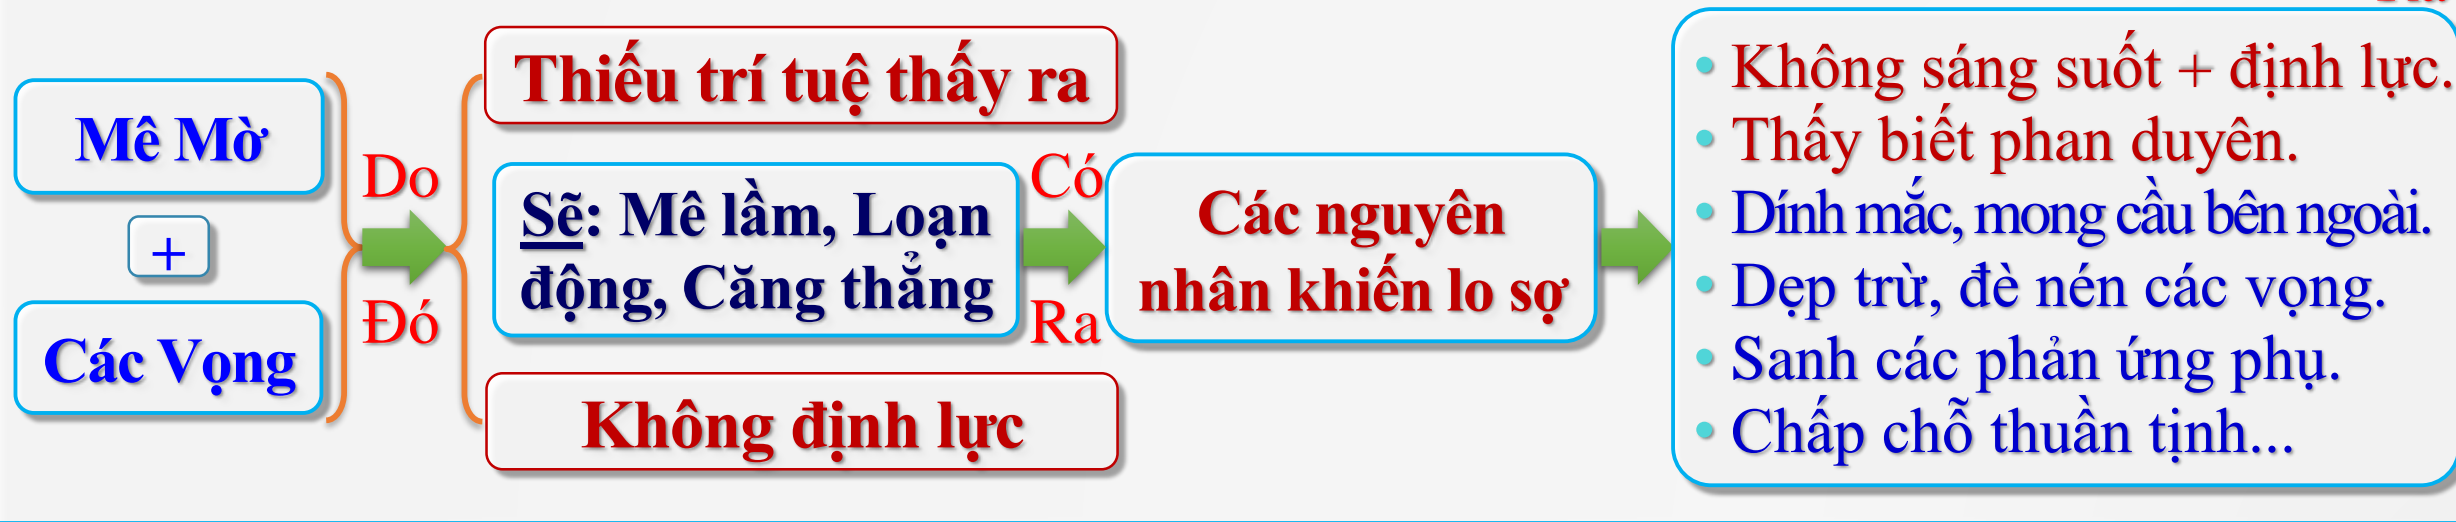 Mê Mờ
+
Các Vọng
Do
Đó
Thiếu trí tuệ thấy ra
Sẽ: Mê lầm, Loạn
động, Căng thẳng
Không định lực
Có
Ra
Các nguyên
nhân khiến lo sợ
• Không sáng suốt + định lực.
• Thấy biết phan duyên.
• Dính mắc, mong cầu bên ngoài.
• Dẹp trừ, đè nén các vọng.
• Sanh các phản ứng phụ.
• Chấp chỗ thuần tịnh...